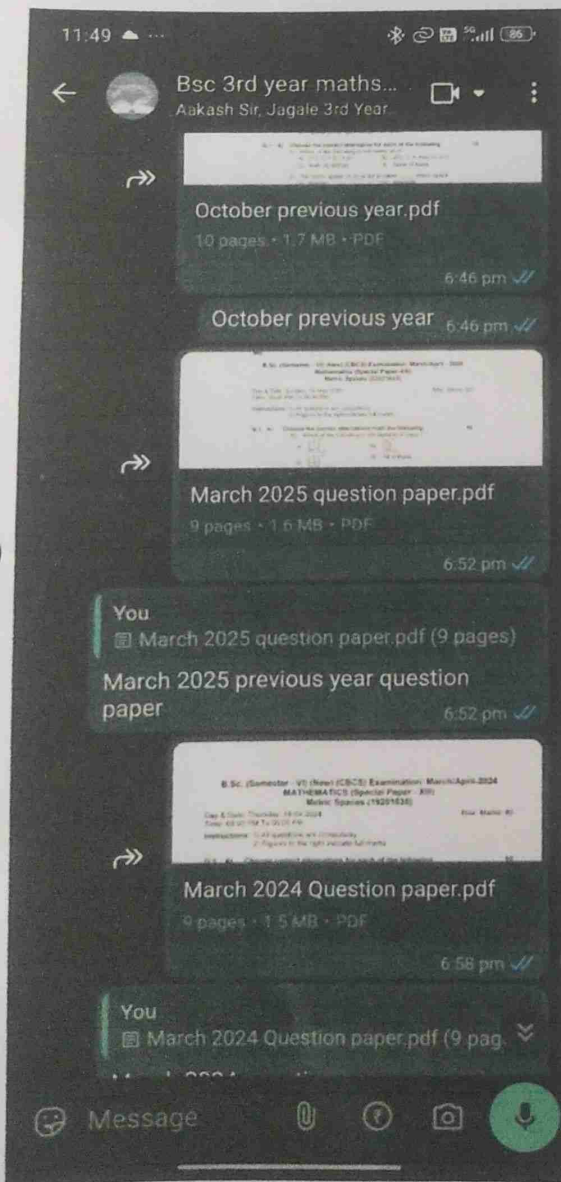 11:49
5G
86
Bsc 3rd year maths...
Aakash Sir, Jagale 3rd Year
October previous year.pdf
10 pages • 1.7 MB • PDF
6:46 pm
October previous year
6:46 pm
March 2025 question paper.pdf
9 pages • 1.6 MB • PDF
6:52 pm
You
March 2025 question paper.pdf (9 pages)
March 2025 previous year question
paper
6:52 pm
B.Sc. (Semester - VI) (New) (CBCS) Examination: March/April-2024
MATHEMATICS (Special Paper - XIII)
Metric Spaces
March 2024 Question paper.pdf
9 pages • 1.5 MB • PDF
6:58 pm
You
March 2024 Question paper.pdf (9 pag
Message